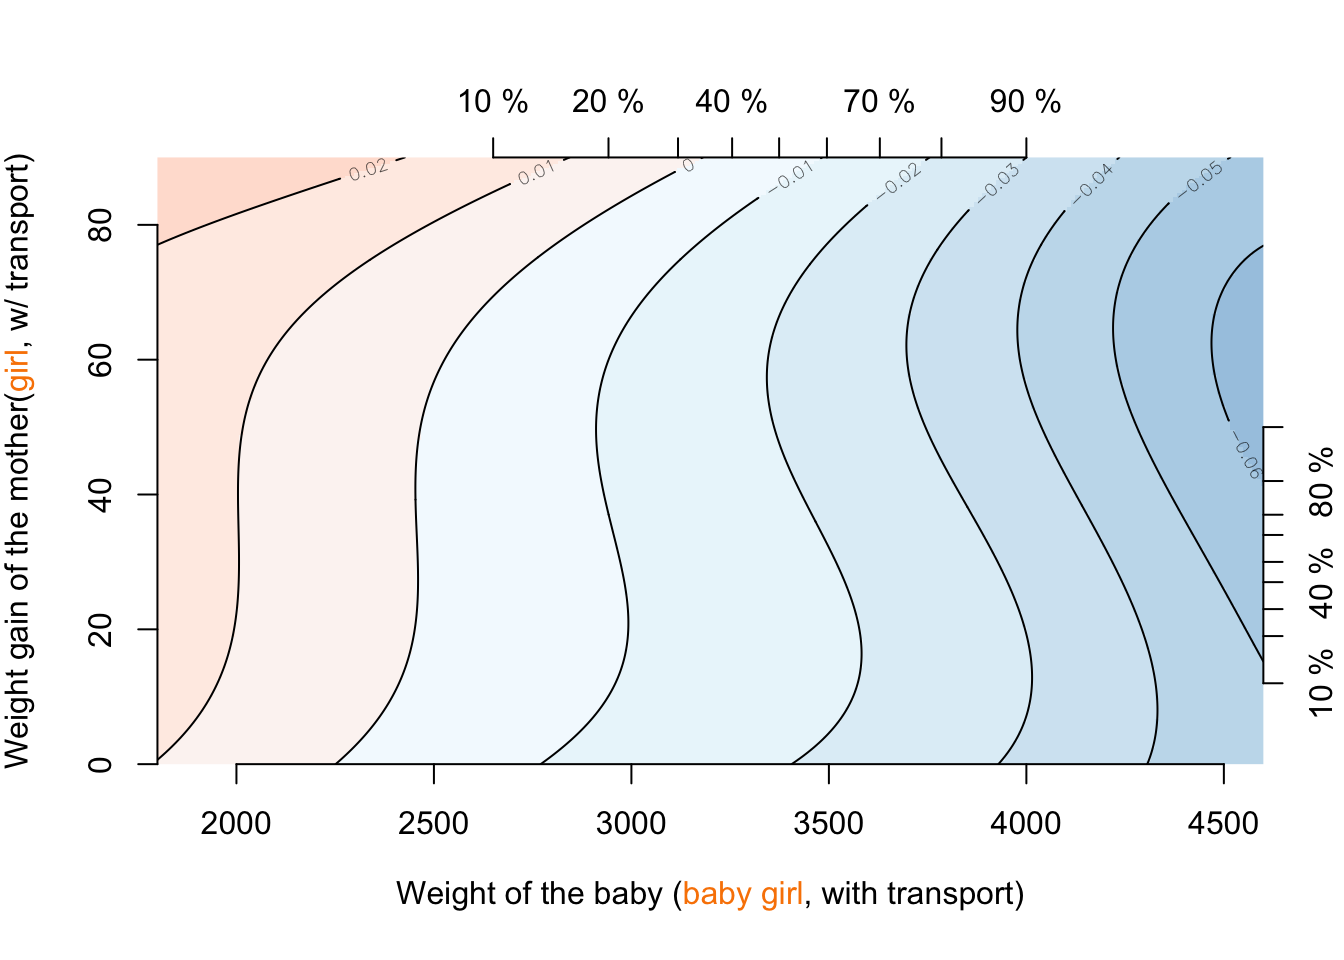 10 % 20 % 40 % 70 % 90 %
0.02 0.01 0 −0.01 −0.02 −0.03 −0.04 −0.05
−0.06
Weight gain of the mother(girl, w/ transport)
0 20 40 60 80
10 % 40 % 80 %
2000 2500 3000 3500 4000 4500
Weight of the baby (baby girl, with transport)